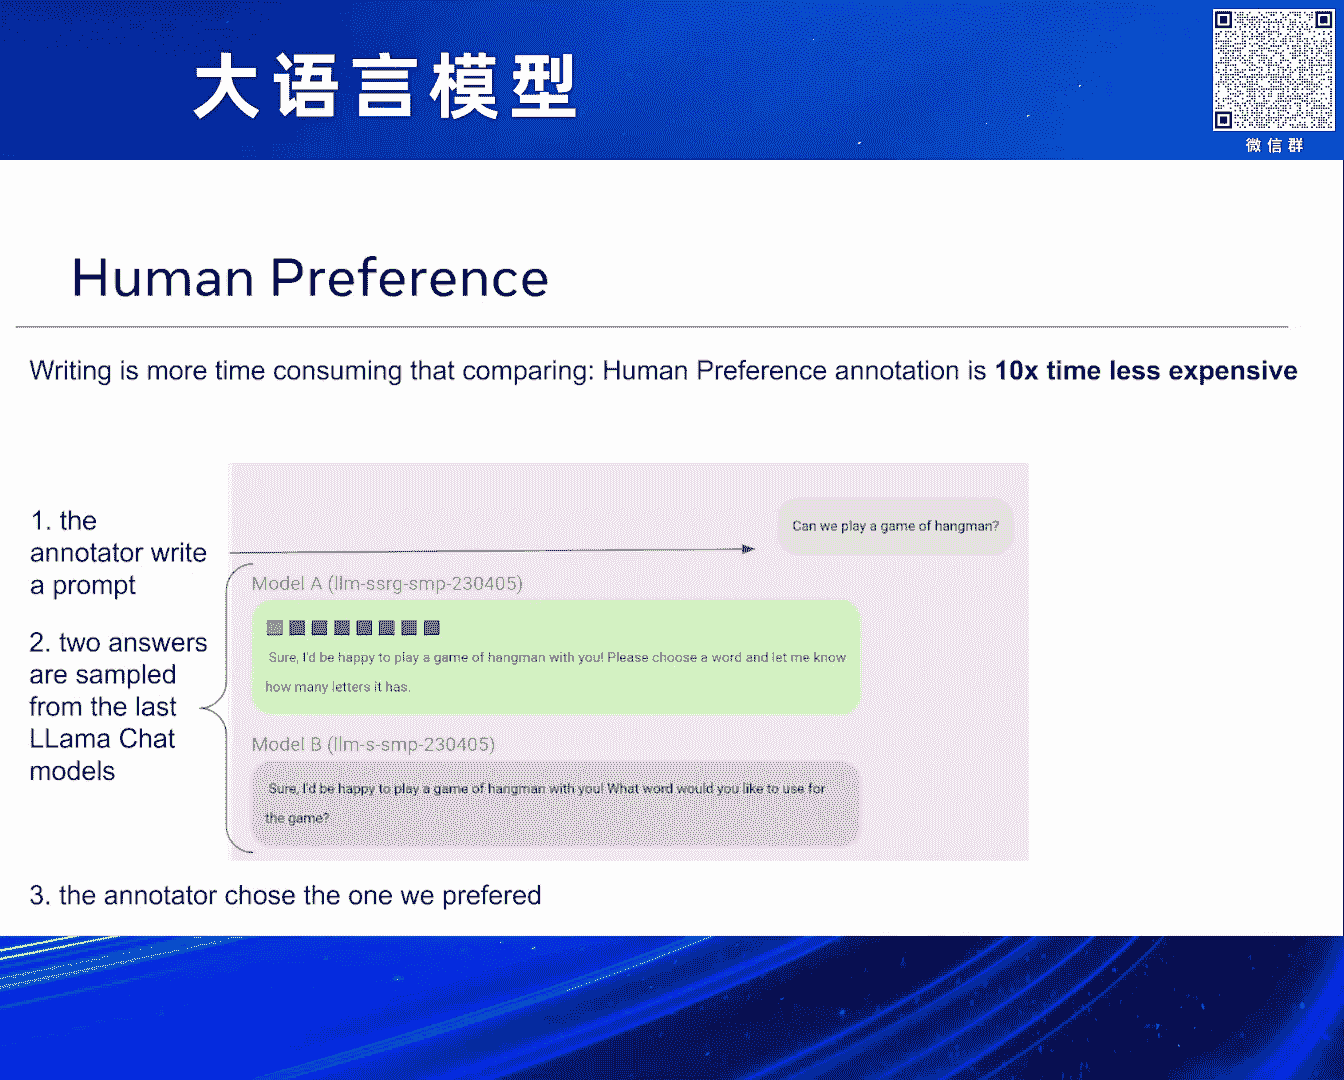 大语言模型
微信群
Human Preference
Writing is more time consuming that comparing: Human Preference annotation is 10x time less expensive
1. the
annotator write
a prompt
Can we play a game of hangman?
2. two answers
are sampled
from the last
LLama Chat
models
Model A (llm-ssrg-smp-230405)
Sure, I'd be happy to play a game of hangman with you! Please choose a word and let me know
how many letters it has.
Model B (llm-s-smp-230405)
Sure, I'd be happy to play a game of hangman with you! What word would you like to use for
the game?
3. the annotator chose the one we prefered